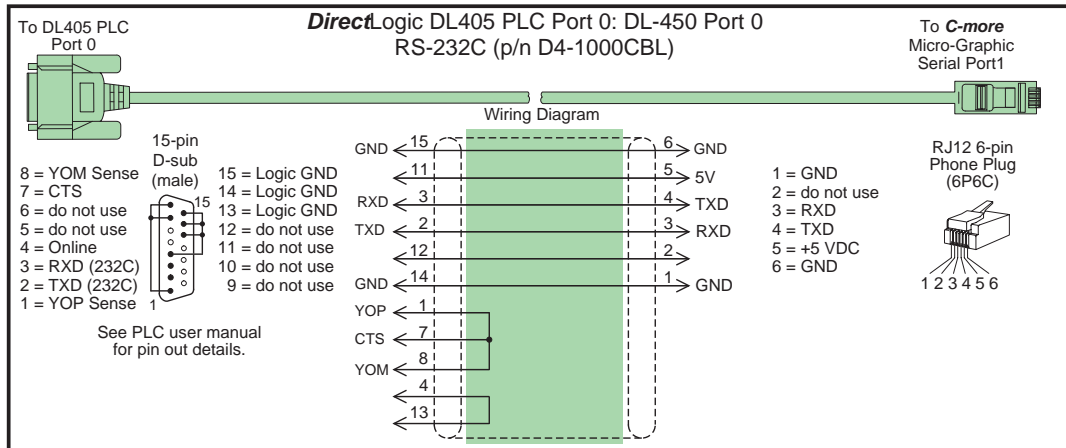 DirectLogic DL405 PLC Port 0: DL-450 Port 0
RS-232C (p/n D4-1000CBL)
To DL405 PLC
Port 0
To C-more
Micro-Graphic
Serial Port1
Wiring Diagram
15-pin
D-sub
(male)
8 = YOM Sense
7 = CTS
6 = do not use
5 = do not use
4 = Online
3 = RXD (232C)
2 = TXD (232C)
1 = YOP Sense
15
1
15 = Logic GND
14 = Logic GND
13 = Logic GND
12 = do not use
11 = do not use
10 = do not use
9 = do not use
See PLC user manual
for pin out details.
GND 15 6 GND
11 5 5V
RXD 3 4 TXD
TXD 2 3 RXD
12 2
GND 14 1 GND
YOP 1
CTS 7
YOM 8
4
13
1 = GND
2 = do not use
3 = RXD
4 = TXD
5 = +5 VDC
6 = GND
RJ12 6-pin
Phone Plug
(6P6C)
1 2 3 4 5 6